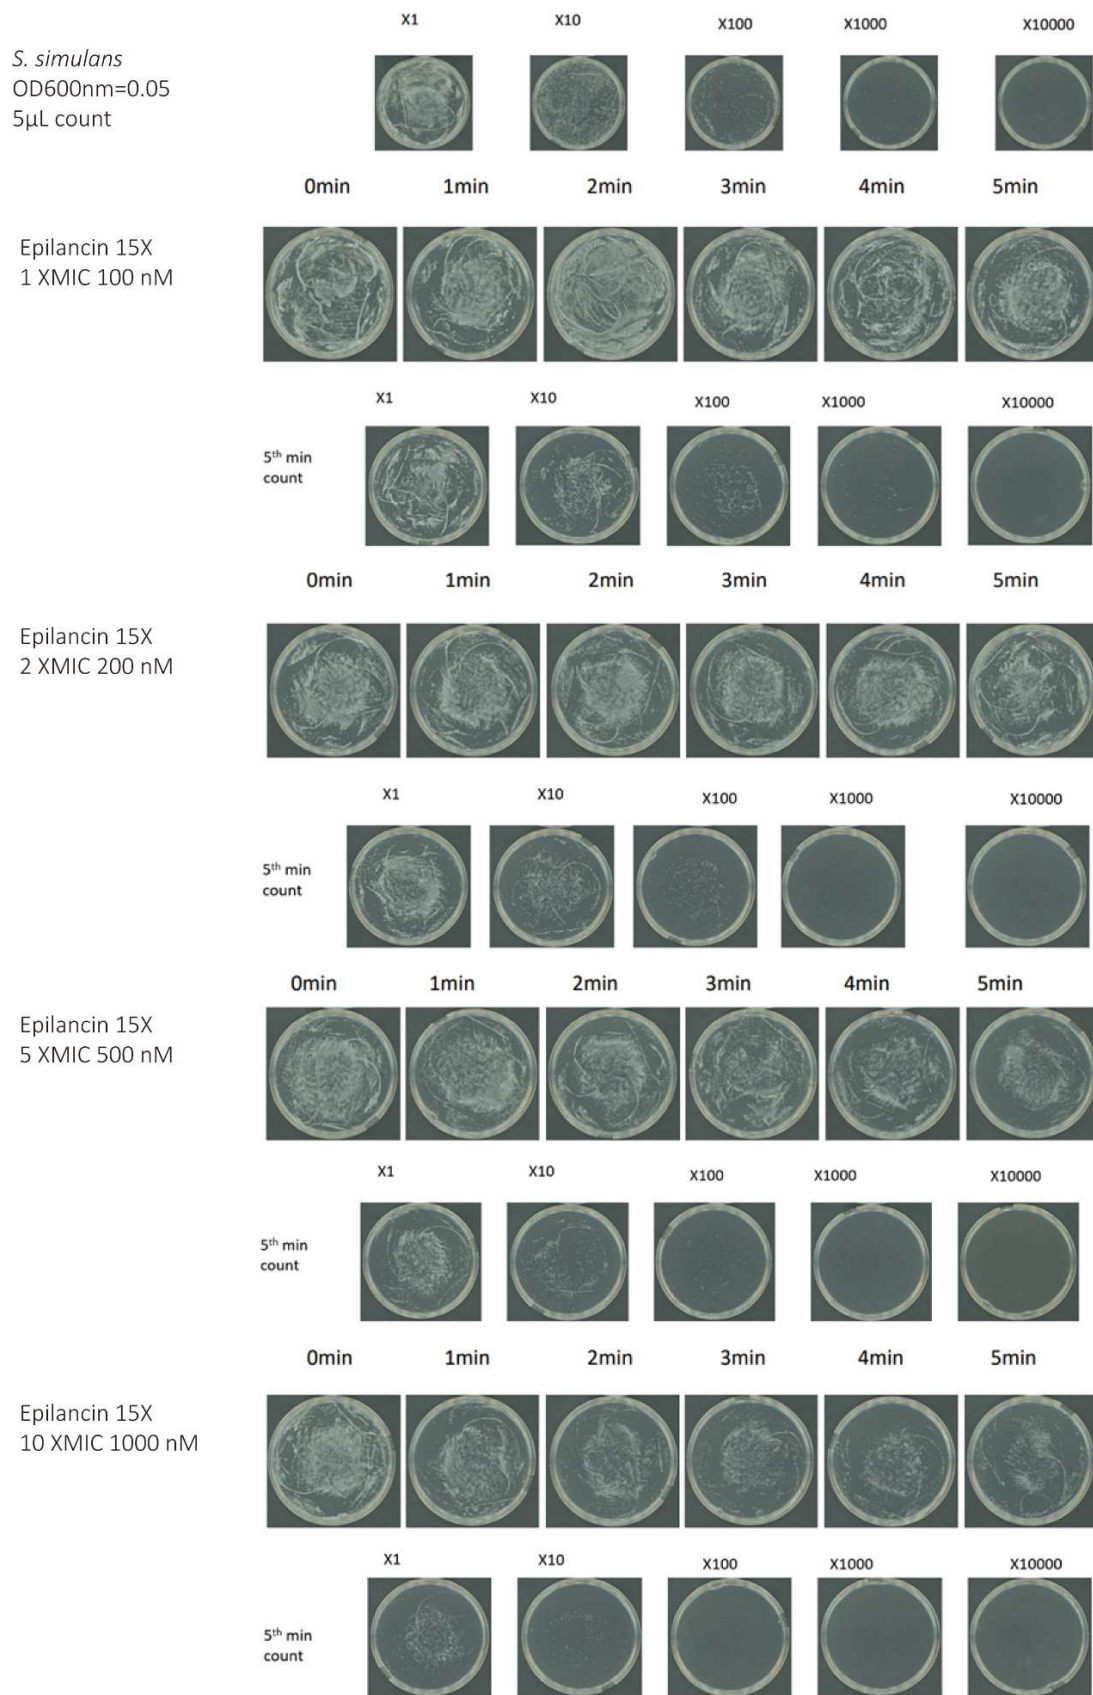 X1 X10 X100 X1000 X10000
S. simulans
OD600nm=0.05
5µL count
0min 1min 2min 3min 4min 5min
Epilancin 15X
1 XMIC 100 nM
X1 X10 X100 X1000 X10000
5th min
count
0min 1min 2min 3min 4min 5min
Epilancin 15X
2 XMIC 200 nM
X1 X10 X100 X1000 X10000
5th min
count
0min 1min 2min 3min 4min 5min
Epilancin 15X
5 XMIC 500 nM
X1 X10 X100 X1000 X10000
5th min
count
0min 1min 2min 3min 4min 5min
Epilancin 15X
10 XMIC 1000 nM
X1 X10 X100 X1000 X10000
5th min
count